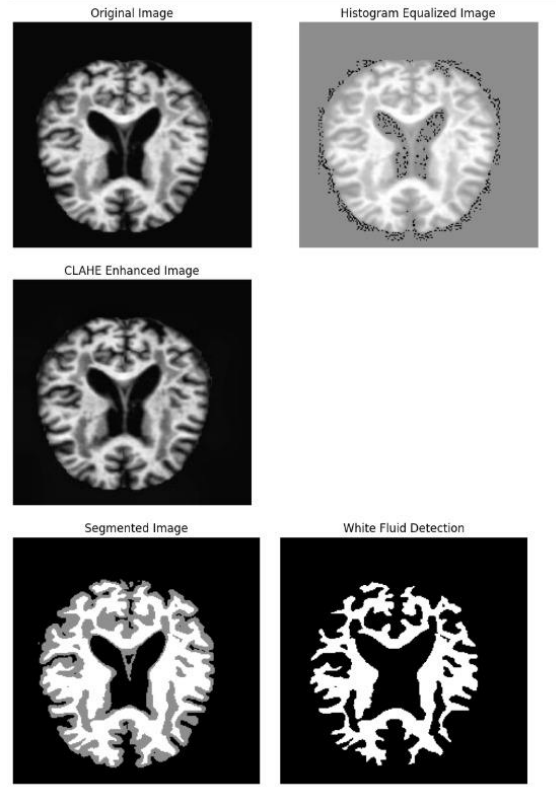 Original Image
Histogram Equalized Image
CLAHE Enhanced Image
Segmented Image
White Fluid Detection